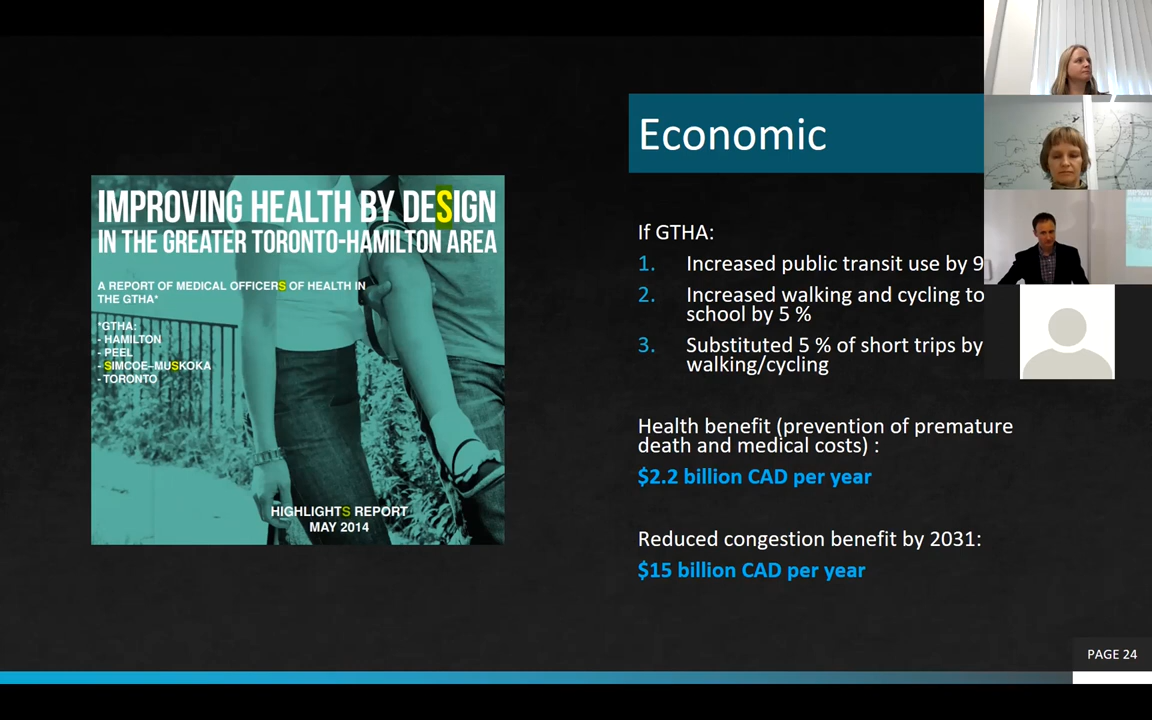 IMPROVING HEALTH BY DESIGN
IN THE GREATER TORONTO-HAMILTON AREA
A REPORT OF MEDICAL OFFICERS OF HEALTH IN
THE GTHA*
*GTHA:
- HAMILTON
- PEEL
- SIMCOE–MUSKOKA
- TORONTO
HIGHLIGHTS REPORT
MAY 2014
Economic
If GTHA:
1. Increased public transit use by 9
2. Increased walking and cycling to
school by 5 %
3. Substituted 5 % of short trips by
walking/cycling
Health benefit (prevention of premature
death and medical costs) :
$2.2 billion CAD per year
Reduced congestion benefit by 2031:
$15 billion CAD per year
PAGE 24